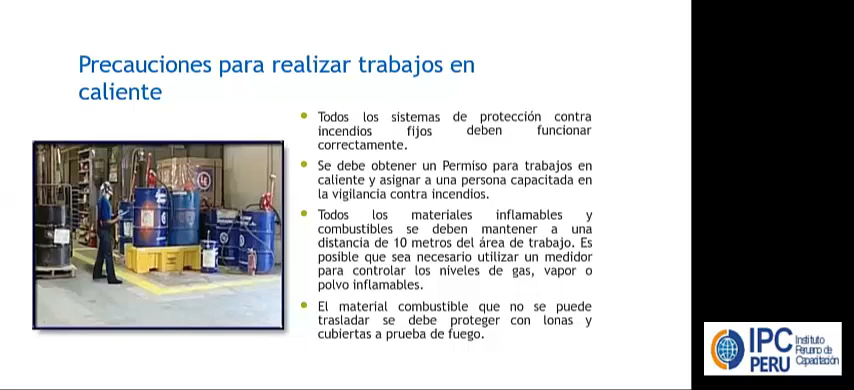 Precauciones para realizar trabajos en
caliente
Todos los sistemas de protección contra
incendios fijos deben funcionar
correctamente.
Se debe obtener un Permiso para trabajos en
caliente y asignar a una persona capacitada en
la vigilancia contra incendios.
Todos los materiales inflamables y
combustibles se deben mantener a una
distancia de 10 metros del área de trabajo. Es
posible que sea necesario utilizar un medidor
para controlar los niveles de gas, vapor o
polvo inflamables.
El material combustible que no se puede
trasladar se debe proteger con lonas y
cubiertas a prueba de fuego.
IPC
PERU
Instituto
Peruano de
Capacitación